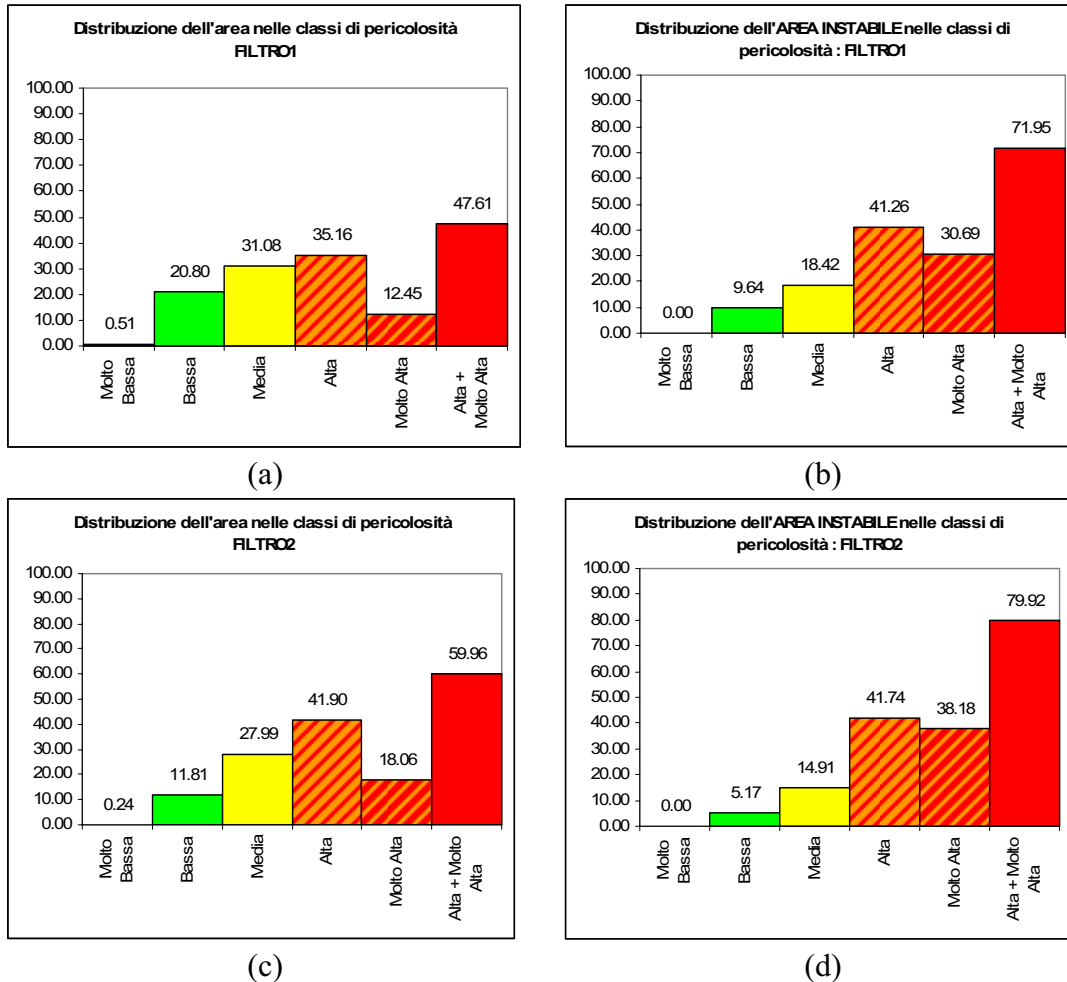 Distribuzione dell'area nelle classi di pericolosità
FILTRO1
100.00
90.00
80.00
70.00
60.00
50.00
40.00
30.00
20.00
10.00
0.00
0.51
20.80
31.08
35.16
12.45
47.61
Molto
Bassa
Bassa
Media
Alta
Molto Alta
Alta +
Molto Alta
(a)
Distribuzione dell'AREA INSTABILE nelle classi di
pericolosità : FILTRO1
100.00
90.00
80.00
70.00
60.00
50.00
40.00
30.00
20.00
10.00
0.00
0.00
9.64
18.42
41.26
30.69
71.95
Molto
Bassa
Bassa
Media
Alta
Molto Alta
Alta + Molto
Alta
(b)
Distribuzione dell'area nelle classi di pericolosità
FILTRO2
100.00
90.00
80.00
70.00
60.00
50.00
40.00
30.00
20.00
10.00
0.00
0.24
11.81
27.99
41.90
18.06
59.96
Molto
Bassa
Bassa
Media
Alta
Molto Alta
Alta + Molto
Alta
(c)
Distribuzione dell'AREA INSTABILE nelle classi di
pericolosità : FILTRO2
100.00
90.00
80.00
70.00
60.00
50.00
40.00
30.00
20.00
10.00
0.00
0.00
5.17
14.91
41.74
38.18
79.92
Molto
Bassa
Bassa
Media
Alta
Molto Alta
Alta + Molto
Alta
(d)